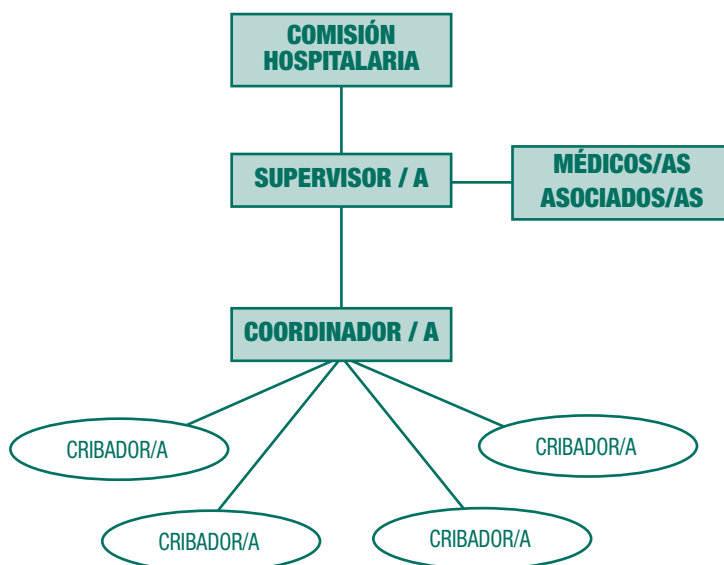 COMISIÓN
HOSPITALARIA
SUPERVISOR / A
MÉDICOS/AS
ASOCIADOS/AS
COORDINADOR / A
CRIBADOR/A
CRIBADOR/A
CRIBADOR/A
CRIBADOR/A